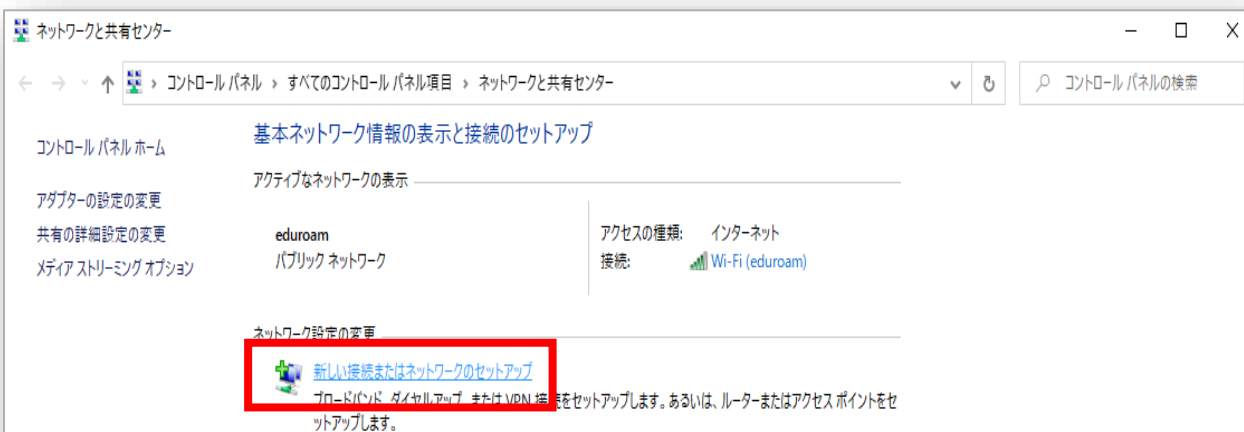 ネットワークと共有センター
コントロール パネル › すべてのコントロール パネル項目 › ネットワークと共有センター
コントロール パネルの検索
コントロール パネル ホーム
アダプターの設定の変更
共有の詳細設定の変更
メディア ストリーミング オプション
基本ネットワーク情報の表示と接続のセットアップ
アクティブなネットワークの表示
eduroam
パブリック ネットワーク
アクセスの種類: インターネット
接続: Wi-Fi (eduroam)
ネットワーク設定の変更
新しい接続またはネットワークのセットアップ
ブロードバンド、ダイヤルアップ、または VPN 接続をセットアップします。あるいは、ルーターまたはアクセス ポイントをセ
ットアップします。